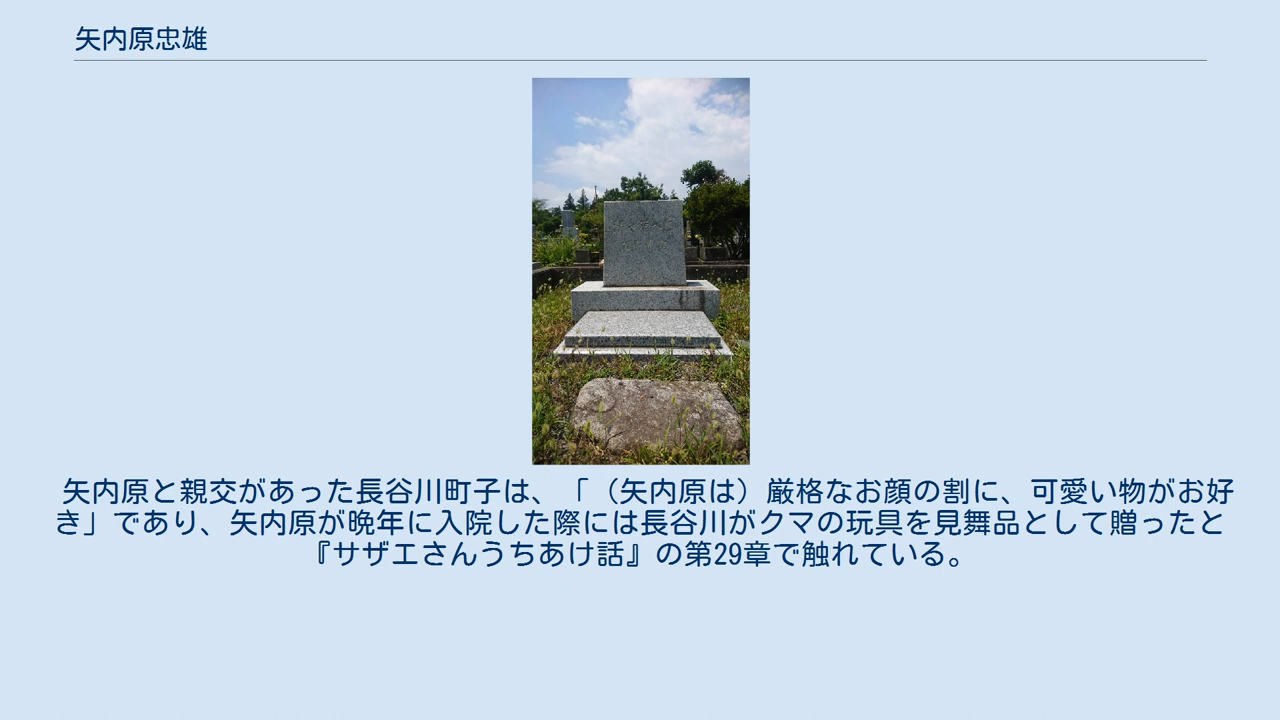 矢内原忠雄
矢内原と親交があった長谷川町子は、「（矢内原は）厳格なお顔の割に、可愛い物がお好
き」であり、矢内原が晩年に入院した際には長谷川がクマの玩具を見舞品として贈ったと
『サザエさんうちあけ話』の第29章で触れている。